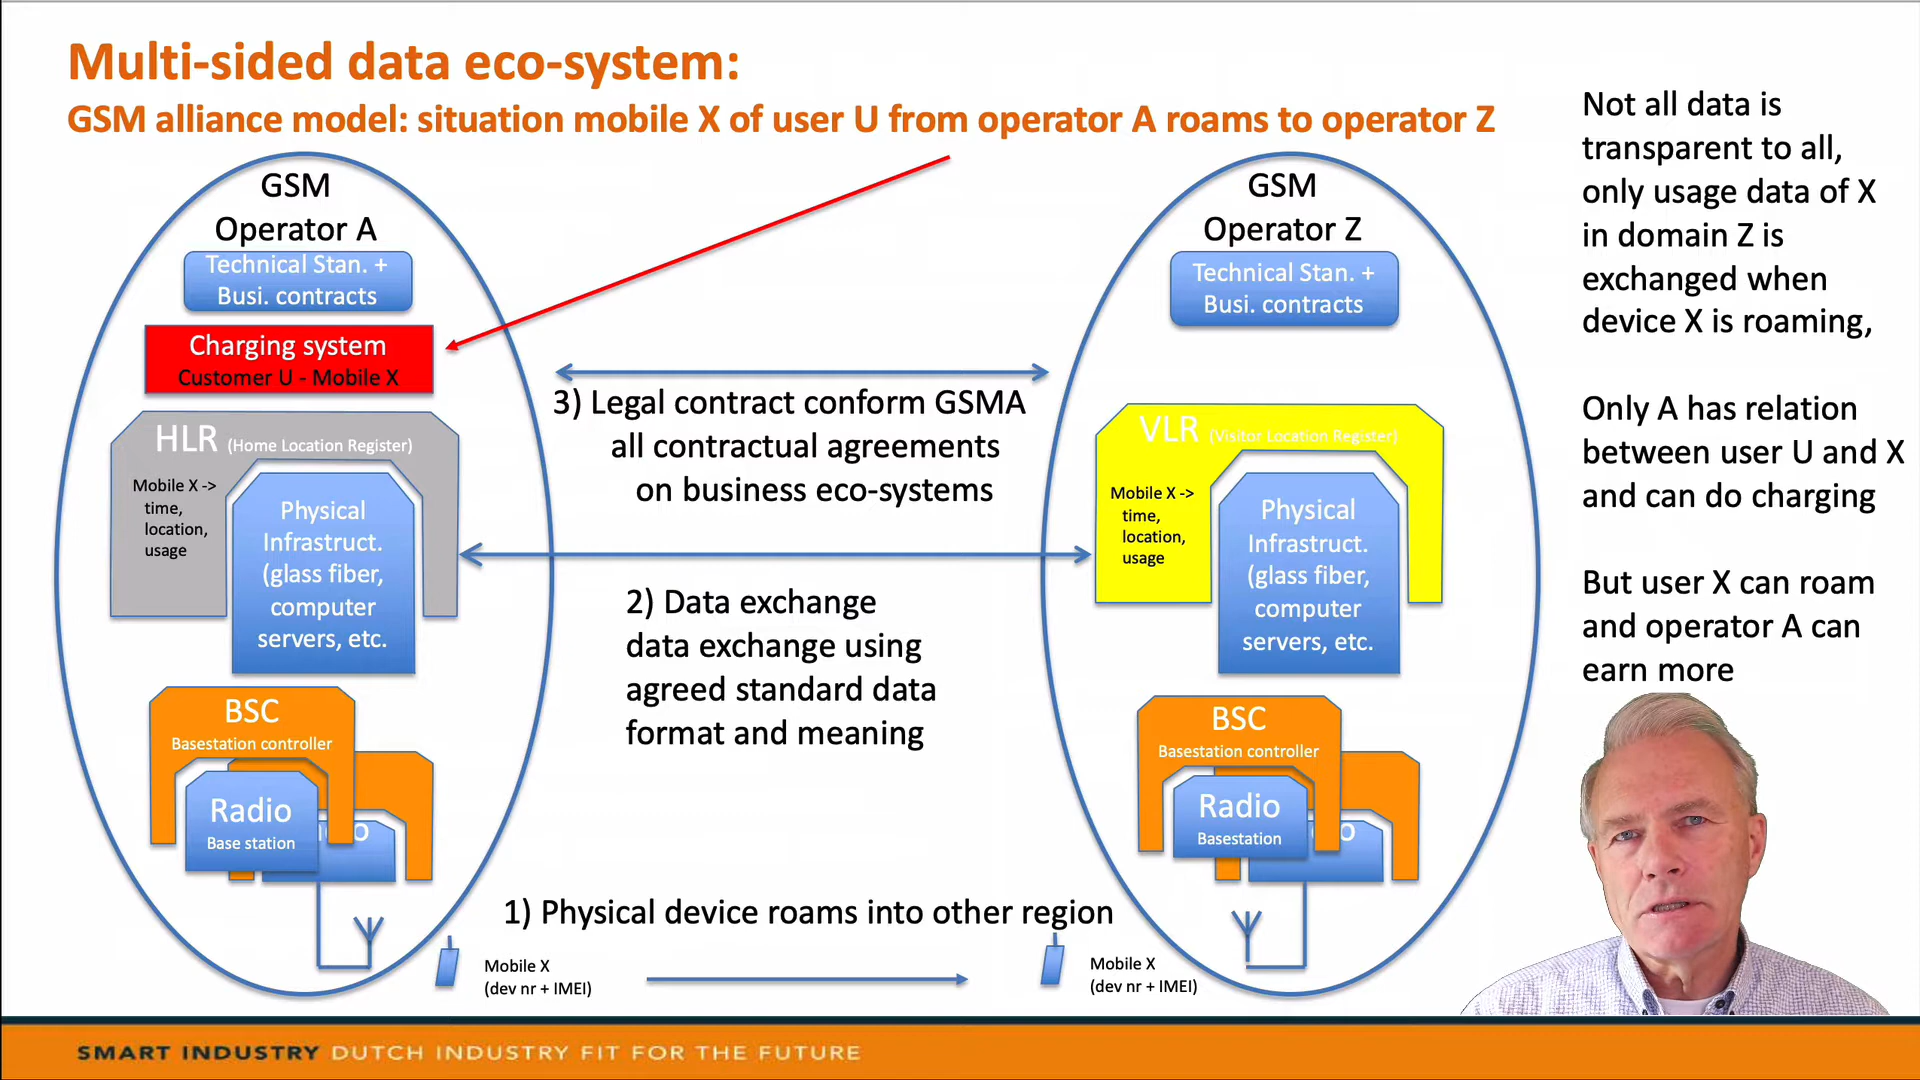 Multi-sided data eco-system:
GSM alliance model: situation mobile X of user U from operator A roams to operator Z
GSM
Operator A
Technical Stan. +
Busi. contracts
Charging system
Customer U - Mobile X
HLR (Home Location Register)
Mobile X ->
time,
location,
usage
Physical
Infrastruct.
(glass fiber,
computer
servers, etc.
BSC
Basestation controller
Radio
Base station
3) Legal contract conform GSMA
all contractual agreements
on business eco-systems
2) Data exchange
data exchange using
agreed standard data
format and meaning
1) Physical device roams into other region
Mobile X
(dev nr + IMEI)
Mobile X
(dev nr + IMEI)
GSM
Operator Z
Technical Stan. +
Busi. contracts
VLR (Visitor Location Register)
Mobile X ->
time,
location,
usage
Physical
Infrastruct.
(glass fiber,
computer
servers, etc.
BSC
Basestation controller
Radio
Basestation
Not all data is
transparent to all,
only usage data of X
in domain Z is
exchanged when
device X is roaming,
Only A has relation
between user U and X
and can do charging
But user X can roam
and operator A can
earn more
SMART INDUSTRY DUTCH INDUSTRY FIT FOR THE FUTURE